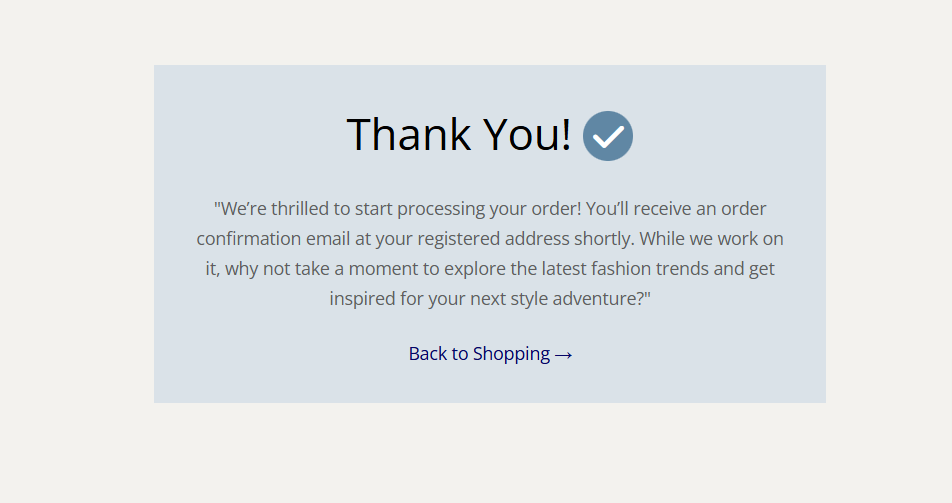 Thank You!
"We’re thrilled to start processing your order! You’ll receive an order
confirmation email at your registered address shortly. While we work on
it, why not take a moment to explore the latest fashion trends and get
inspired for your next style adventure?"
Back to Shopping →